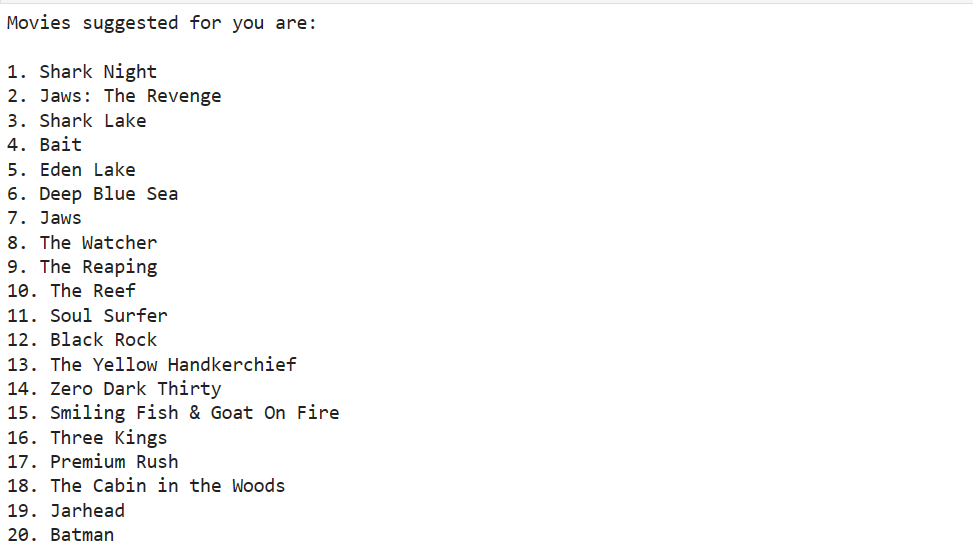 Movies suggested for you are:
1. Shark Night
2. Jaws: The Revenge
3. Shark Lake
4. Bait
5. Eden Lake
6. Deep Blue Sea
7. Jaws
8. The Watcher
9. The Reaping
10. The Reef
11. Soul Surfer
12. Black Rock
13. The Yellow Handkerchief
14. Zero Dark Thirty
15. Smiling Fish & Goat On Fire
16. Three Kings
17. Premium Rush
18. The Cabin in the Woods
19. Jarhead
20. Batman